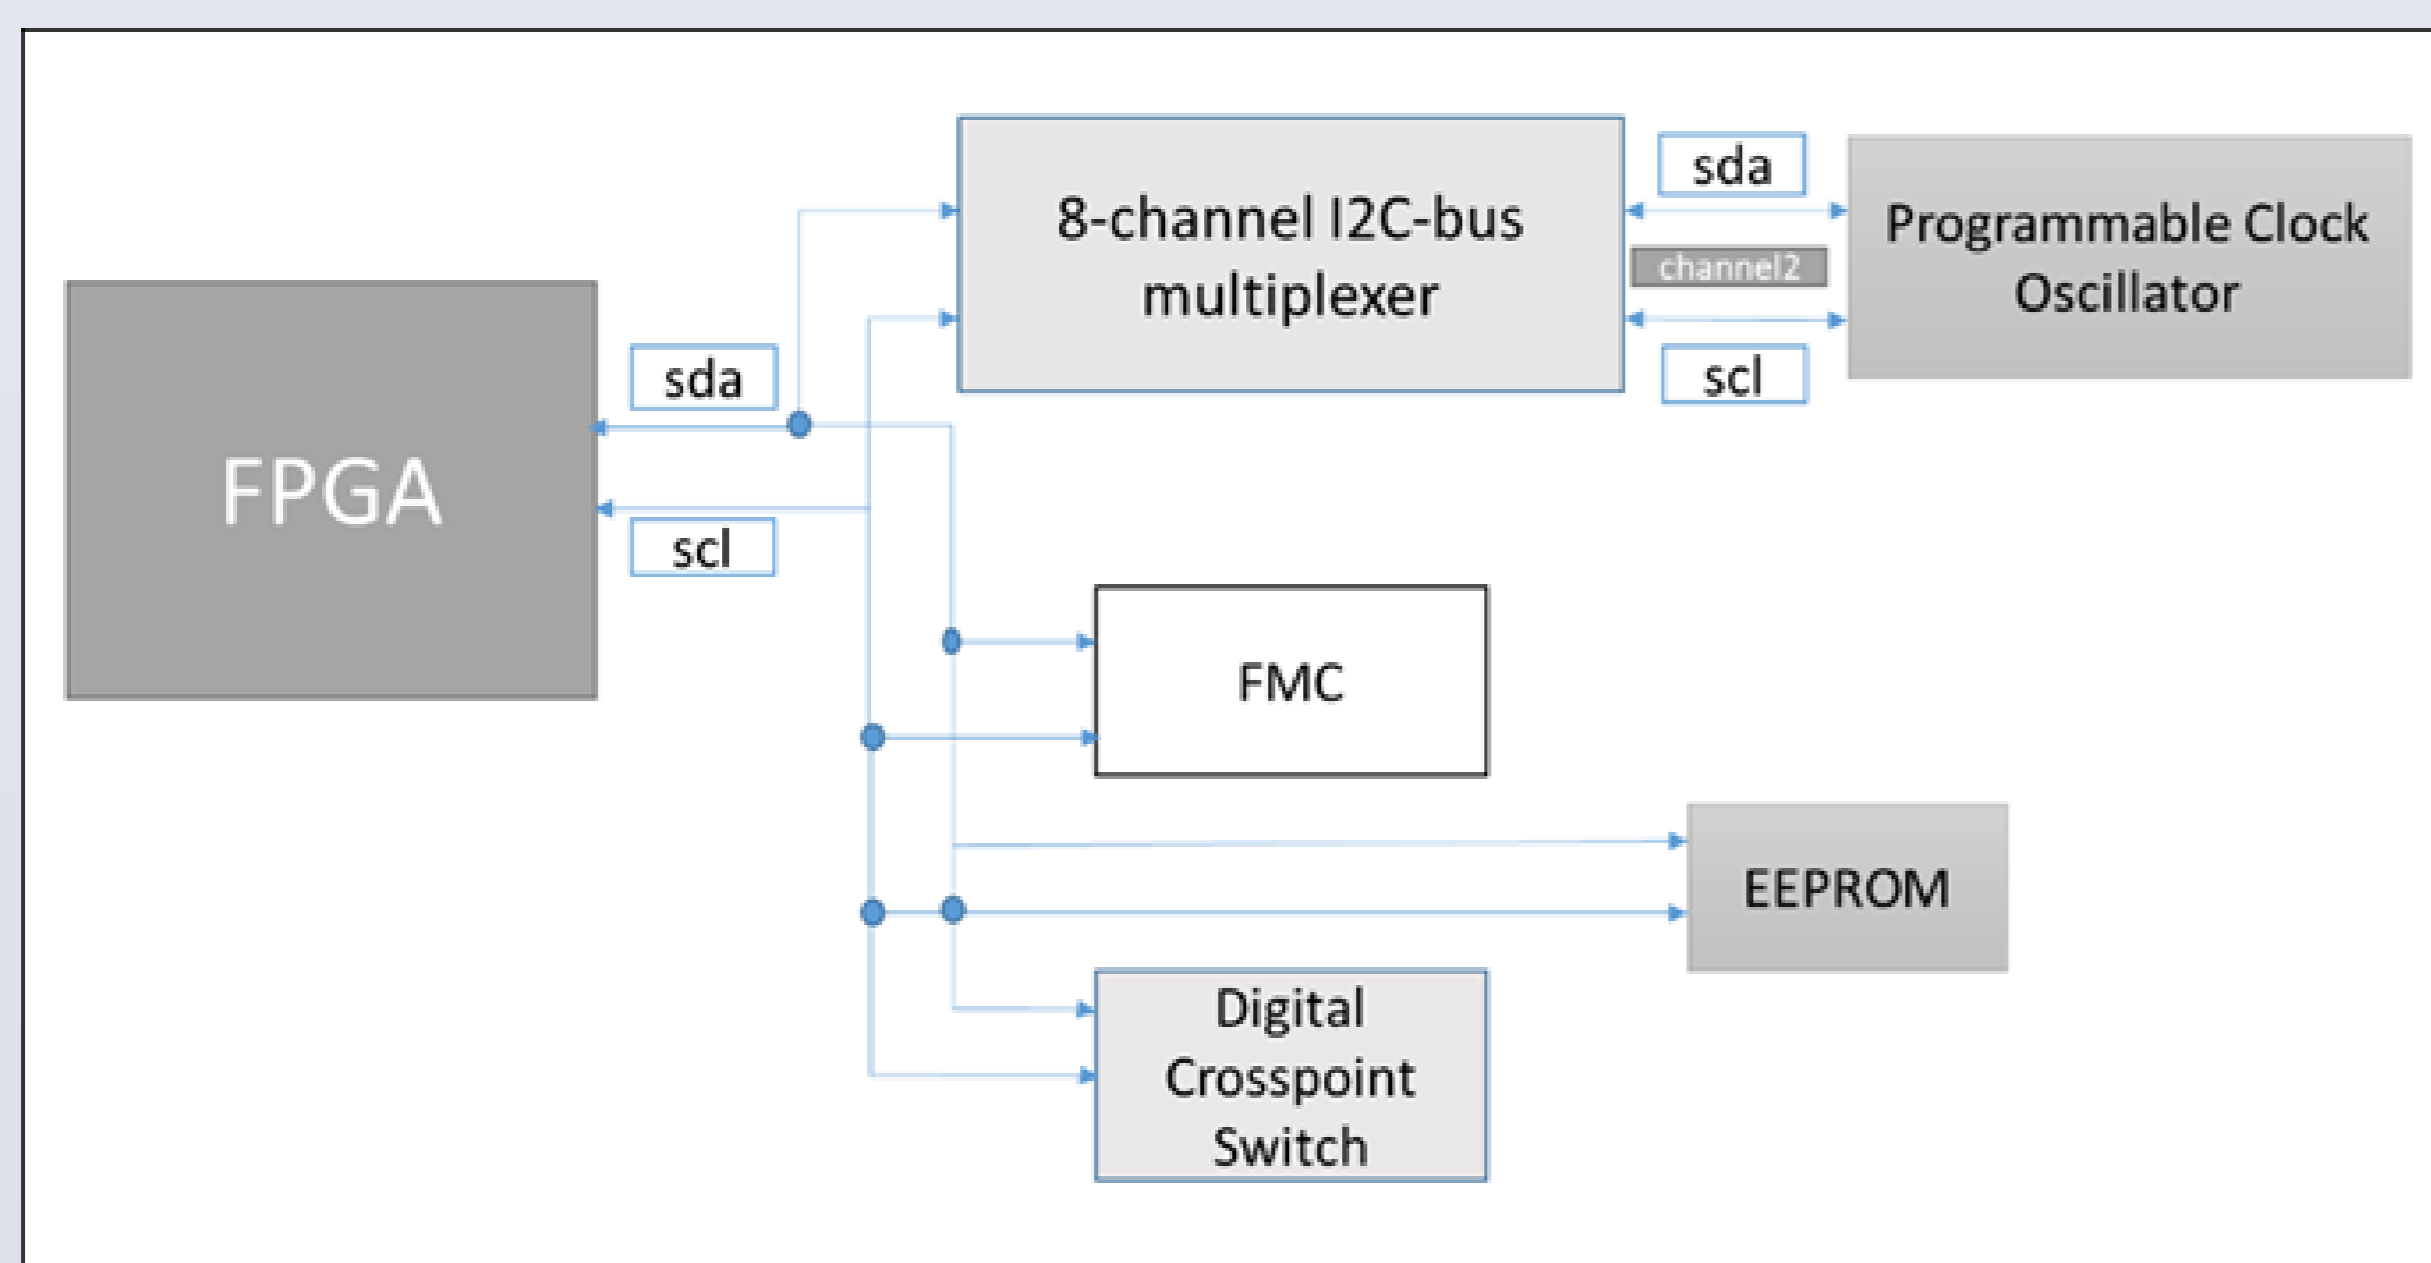 8-channel I2C-bus
multiplexer
sda
channel2
scl
Programmable Clock
Oscillator
sda
scl
FPGA
FMC
EEPROM
Digital
Crosspoint
Switch